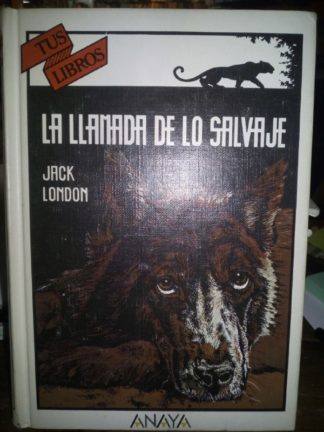 TUS
LIBROS
LA LLAMADA DE LO SALVAJE
JACK
LONDON
ANAYA